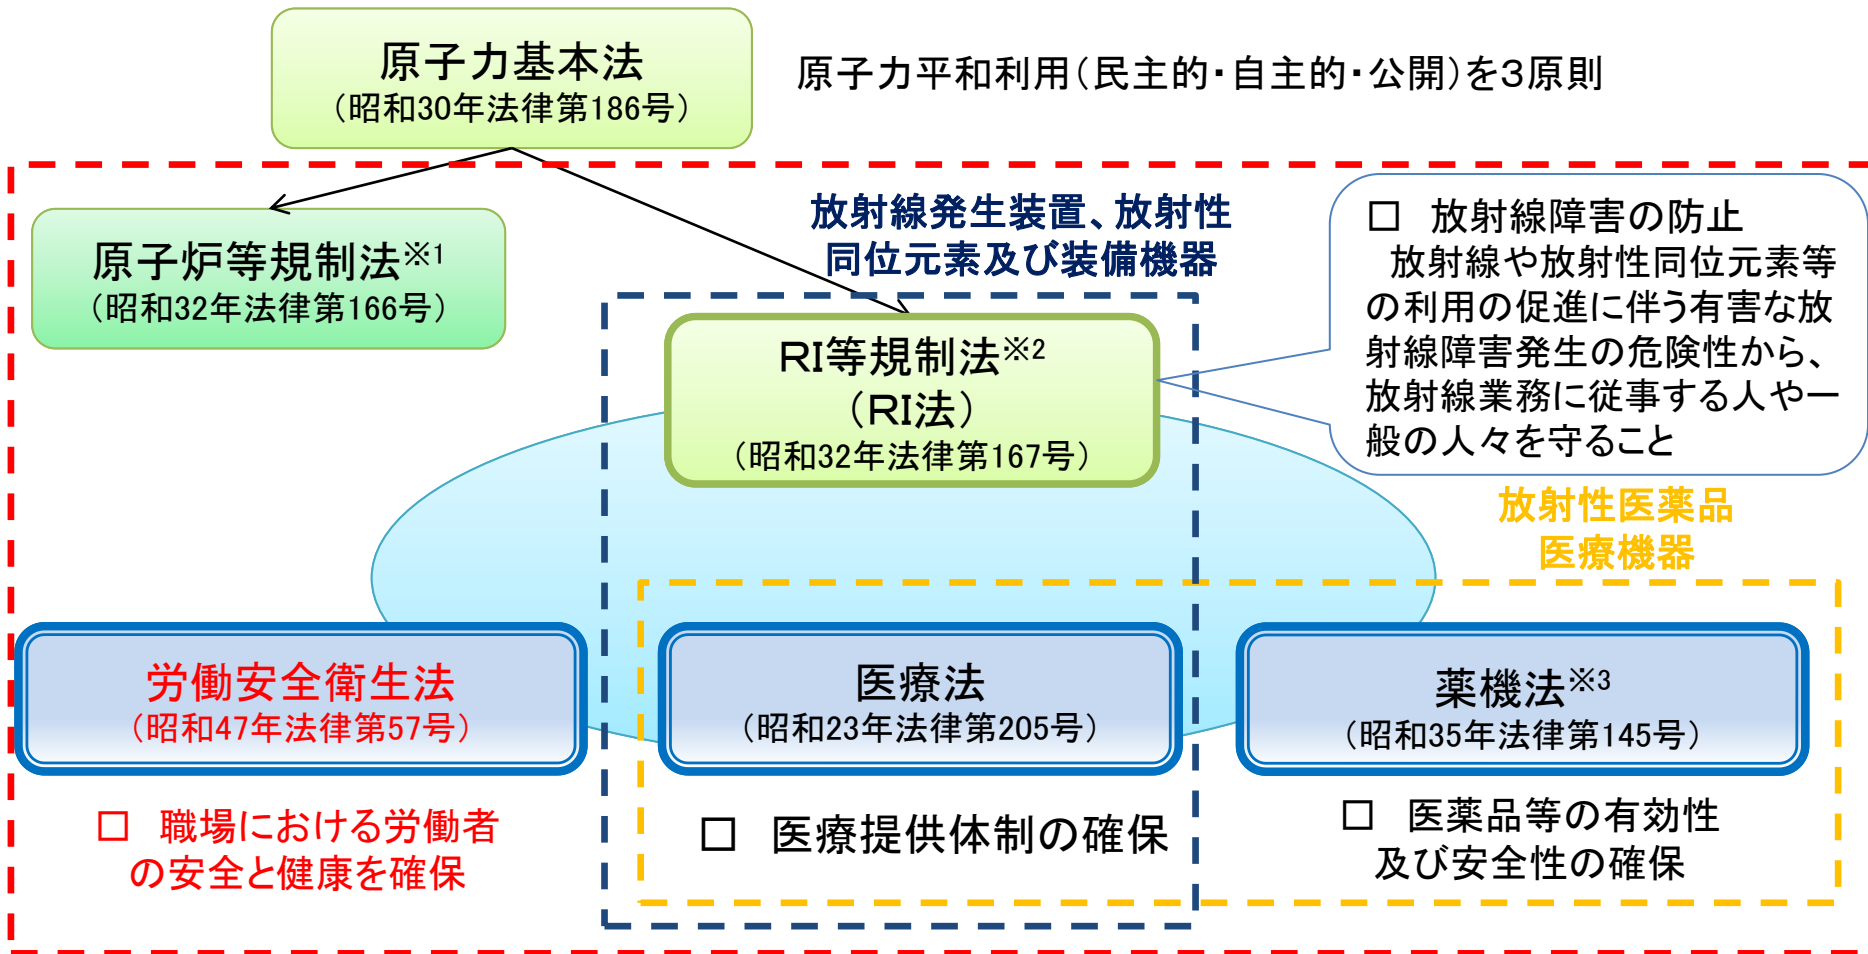 原子力基本法
（昭和30年法律第186号）
原子力平和利用（民主的・自主的・公開）を３原則
原子炉等規制法※1
（昭和32年法律第166号）
放射線発生装置、放射性
同位元素及び装備機器
RI等規制法※2
（RI法）
（昭和32年法律第167号）
□　放射線障害の防止
放射線や放射性同位元素等
の利用の促進に伴う有害な放
射線障害発生の危険性から、
放射線業務に従事する人や一
般の人々を守ること
放射性医薬品
医療機器
労働安全衛生法
（昭和47年法律第57号）
□　職場における労働者
の安全と健康を確保
医療法
（昭和23年法律第205号）
□　医療提供体制の確保
薬機法※3
（昭和35年法律第145号）
□　医薬品等の有効性
及び安全性の確保